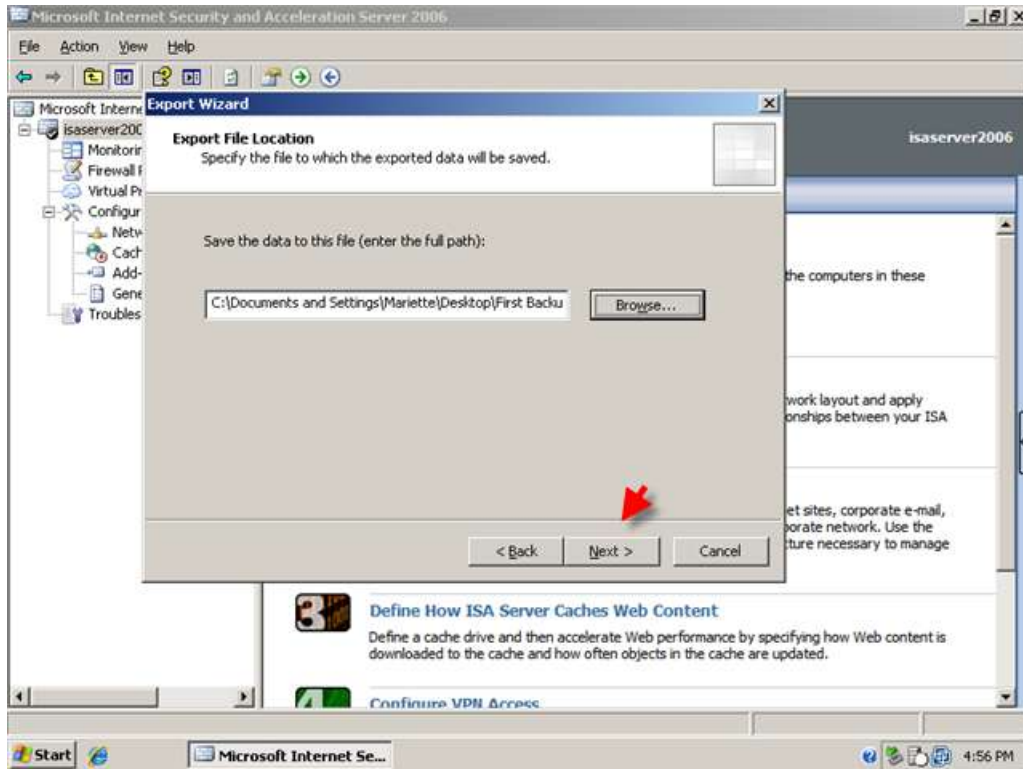 Microsoft Internet Security and Acceleration Server 2006
File Action View Help
Microsoft Interne
isaserver200
Monitorin
Firewall P
Virtual Pr
Configur
Netw
Cach
Add-
Gene
Troubles
Export Wizard
Export File Location
Specify the file to which the exported data will be saved.
Save the data to this file (enter the full path):
C:\Documents and Settings\Mariette\Desktop\First Backu
Browse...
< Back
Next >
Cancel
isaserver2006
the computers in these
work layout and apply
onships between your ISA
et sites, corporate e-mail,
porate network. Use the
cture necessary to manage
3
Define How ISA Server Caches Web Content
Define a cache drive and then accelerate Web performance by specifying how Web content is
downloaded to the cache and how often objects in the cache are updated.
4
Configure VPN Access
Start
Microsoft Internet Se...
4:56 PM